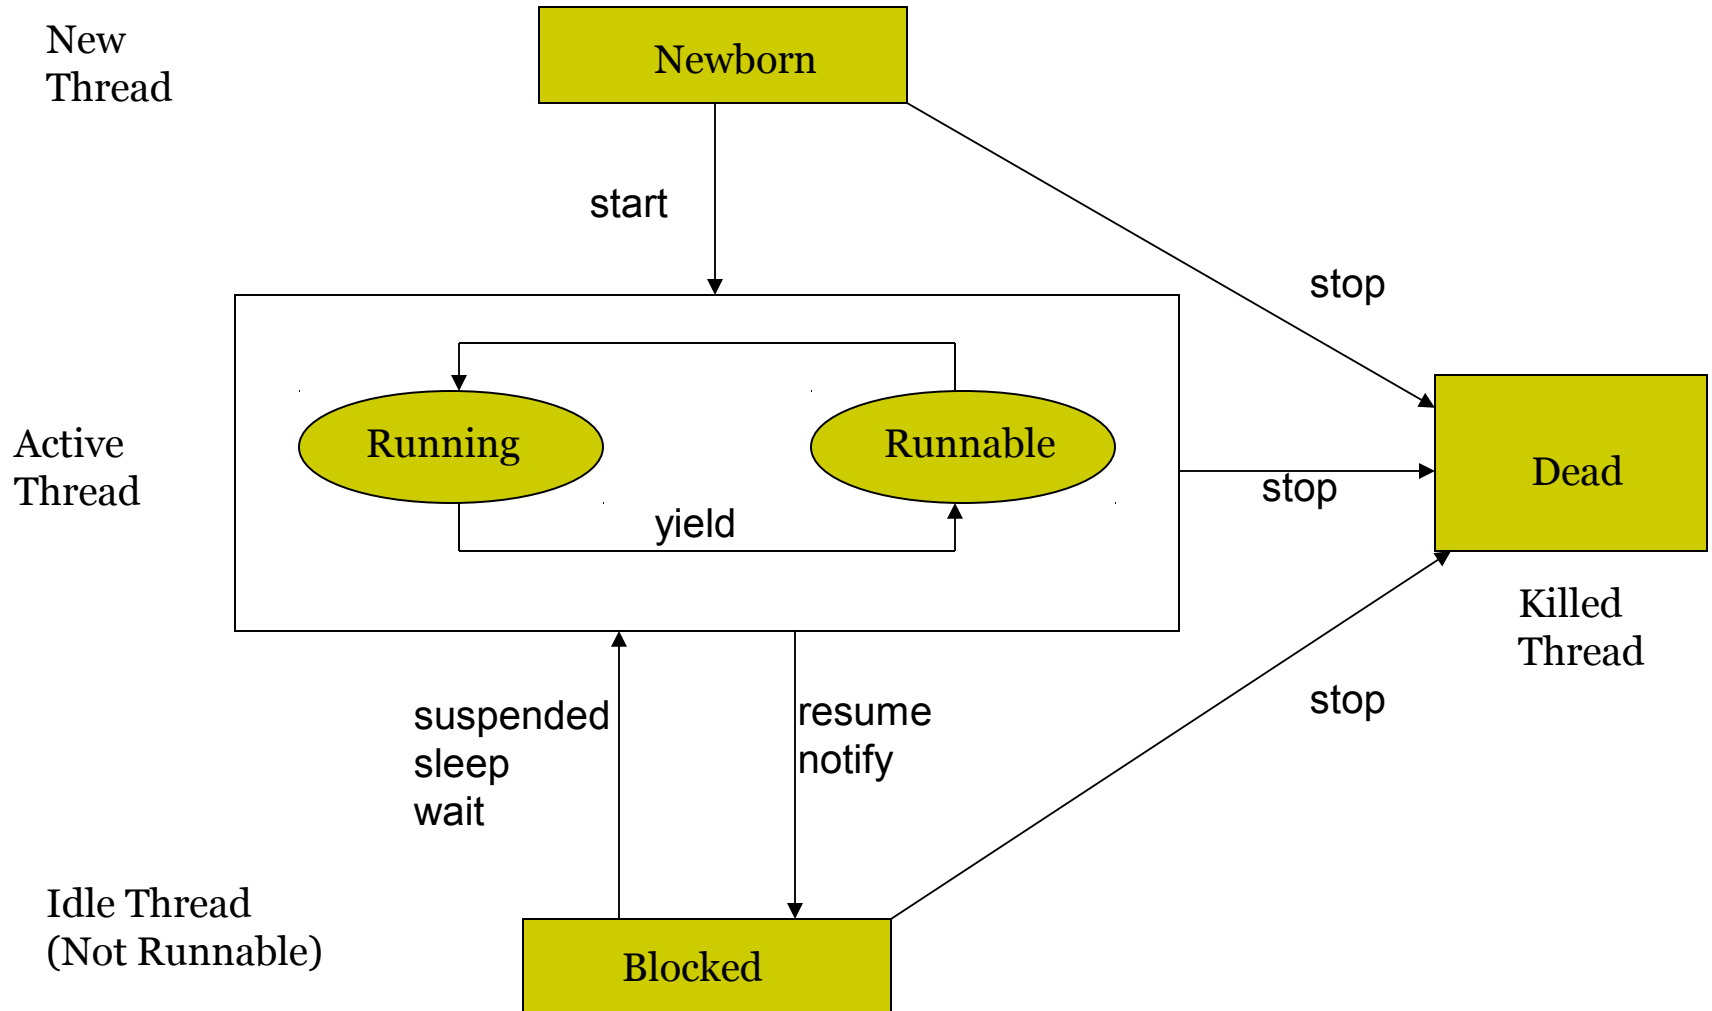 New
Thread
Newborn
start
stop
Active
Thread
Running
Runnable
yield
stop
Dead
Killed
Thread
suspended
sleep
wait
resume
notify
stop
Idle Thread
(Not Runnable)
Blocked